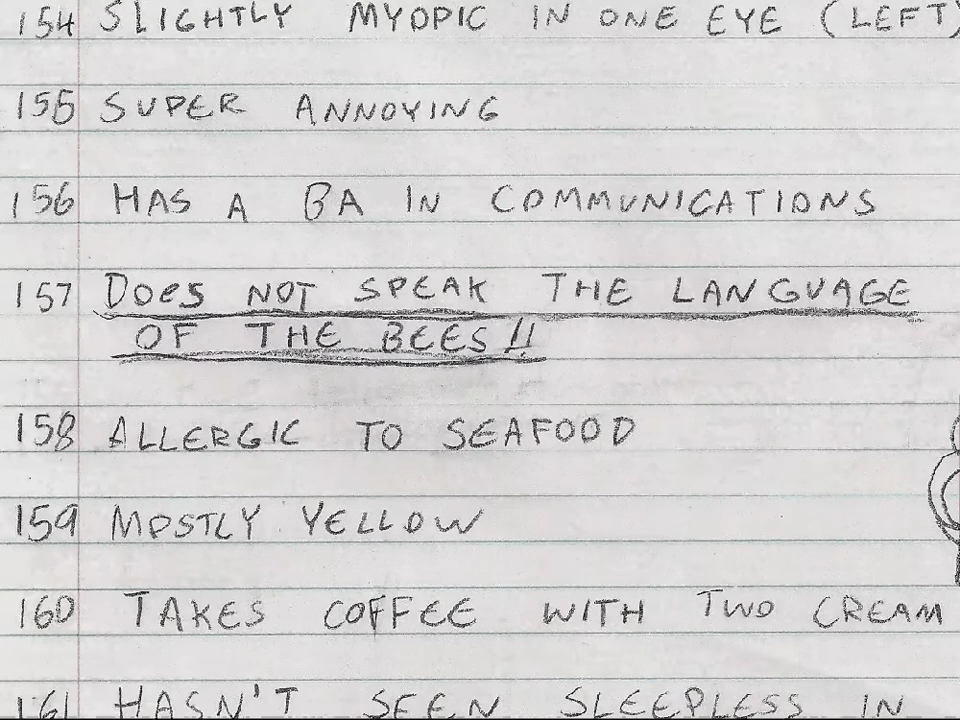 154 SLIGHTLY MYOPIC IN ONE EYE (LEFT)
155 SUPER ANNOYING
156 HAS A BA IN COMMUNICATIONS
157 DOeS NOT SPEAK THE LANGUAGE
OF THE BEES!!
158 ALLERGIC TO SEAFOOD
159 MOSTLY YELLOW
160 TAKES COFFEE WITH TWO CREAM
161 HASN'T SEEN SLEEPLESS IN